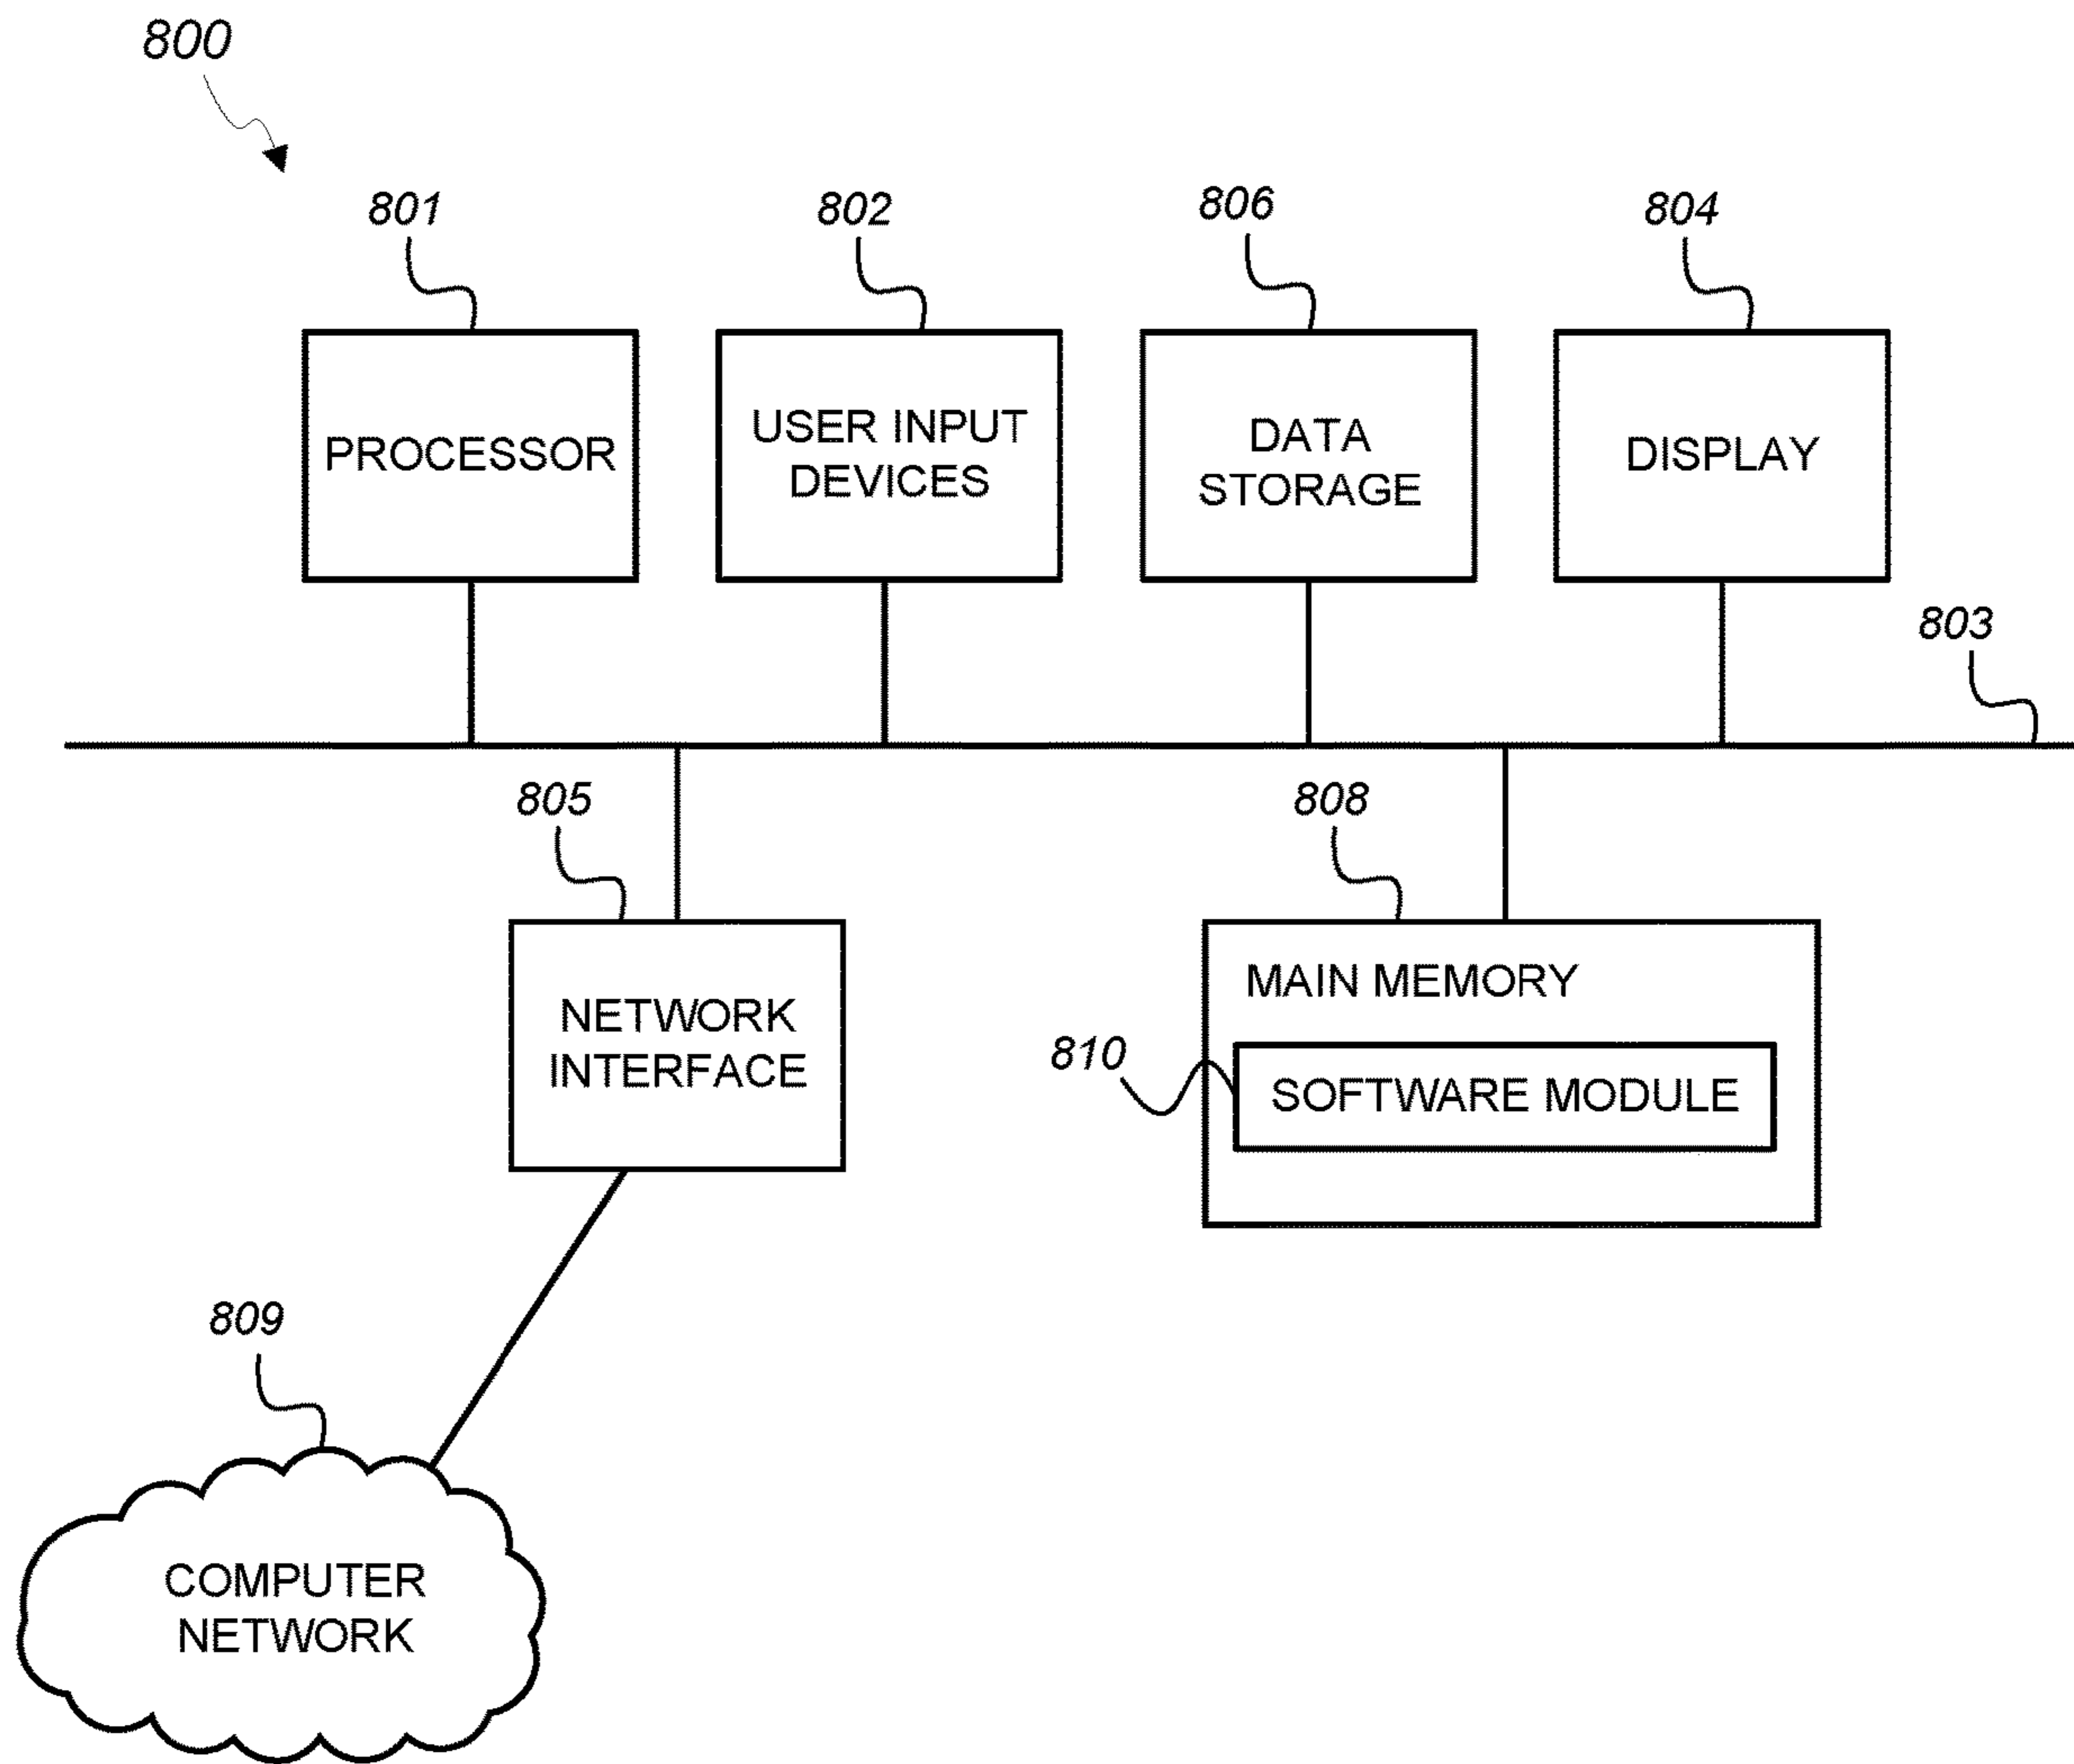 800
801
802
806
804
PROCESSOR
USER INPUT
DEVICES
DATA
STORAGE
DISPLAY
803
805
808
NETWORK
INTERFACE
MAIN MEMORY
810
SOFTWARE MODULE
809
COMPUTER
NETWORK